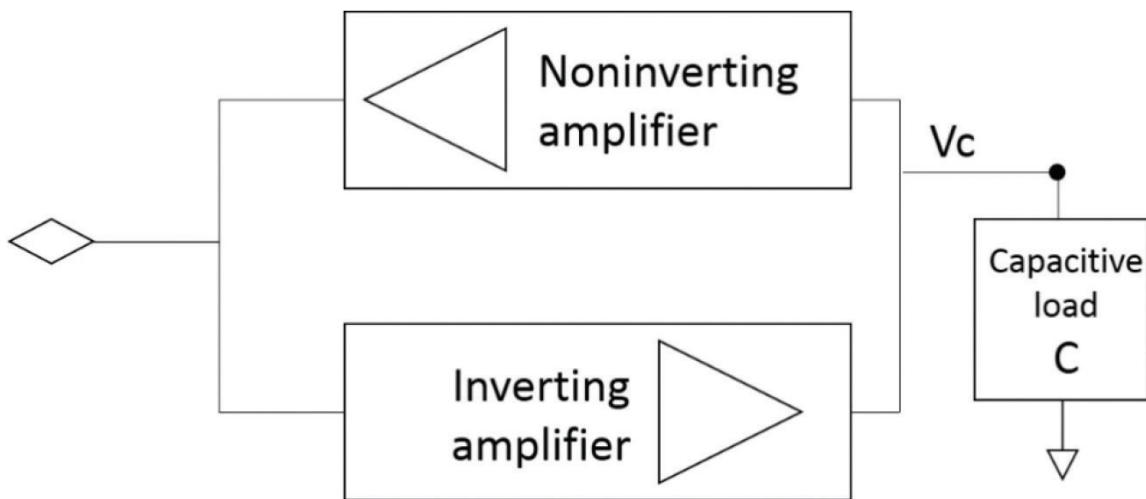 Noninverting
amplifier
Vc
Capacitive
load
C
Inverting
amplifier